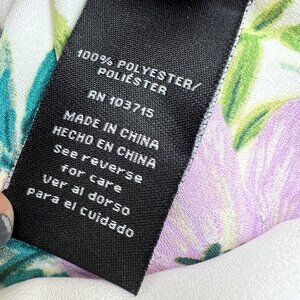 100% POLYESTER/
POLIÉSTER
RN 103715
MADE IN CHINA
HECHO EN CHINA
See reverse
for care
Ver al dorso
para el cuidado